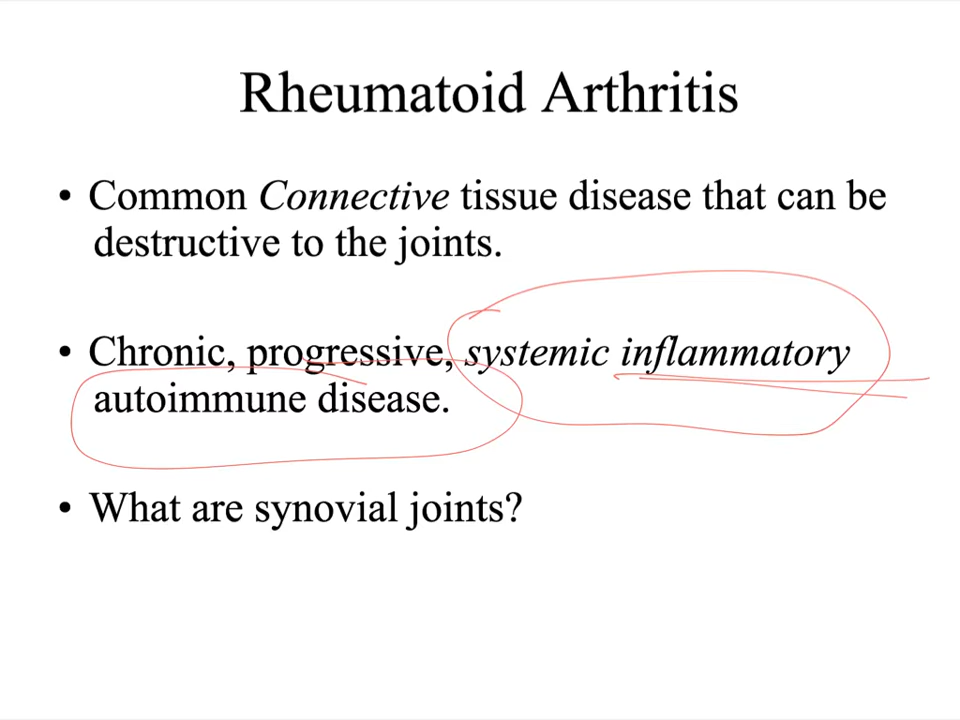 Rheumatoid Arthritis
• Common Connective tissue disease that can be
destructive to the joints.
• Chronic, progressive, systemic inflammatory
autoimmune disease.
• What are synovial joints?